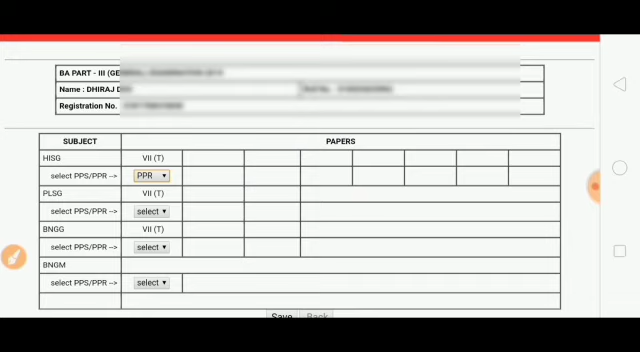 BA PART - III (GE
Name : DHIRAJ D
Registration No.
SUBJECT PAPERS
HISG VII (T)
select PPS/PPR --> PPR
PLSG VII (T)
select PPS/PPR --> select
BNGG VII (T)
select PPS/PPR --> select
BNGM
select PPS/PPR --> select
Save Back